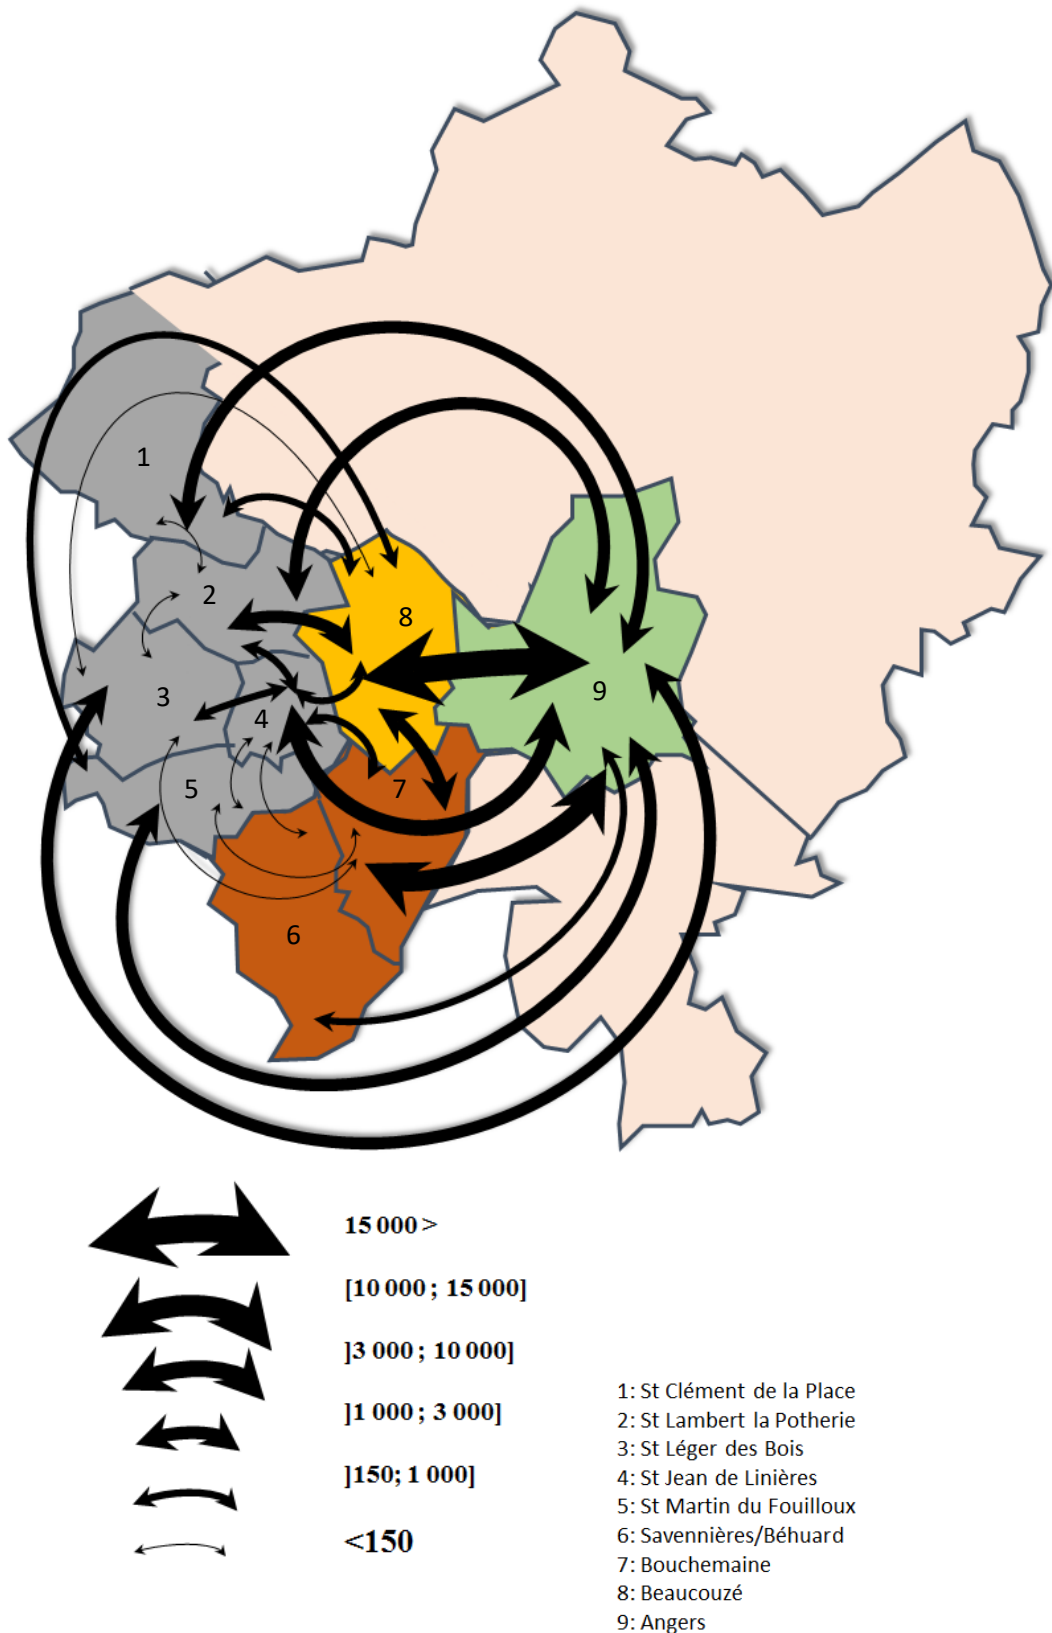 1
2
8
9
3
4
5
7
6
15 000 >
[10 000 ; 15 000]
]3 000 ; 10 000]
]1 000 ; 3 000]
]150; 1 000]
<150
1: St Clément de la Place
2: St Lambert la Potherie
3: St Léger des Bois
4: St Jean de Linières
5: St Martin du Fouilloux
6: Savennières/Béhuard
7: Bouchemaine
8: Beaucouzé
9: Angers